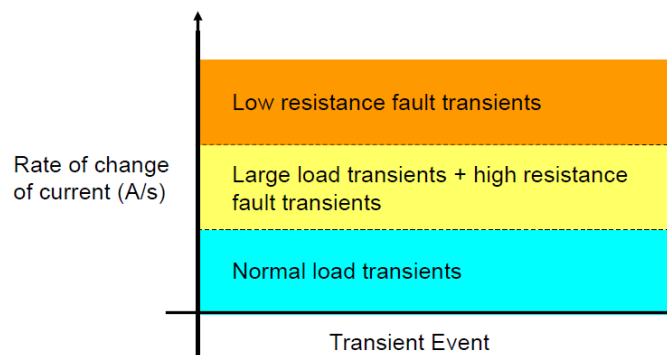 Low resistance fault transients
Rate of change
of current (A/s)
Large load transients + high resistance
fault transients
Normal load transients
Transient Event